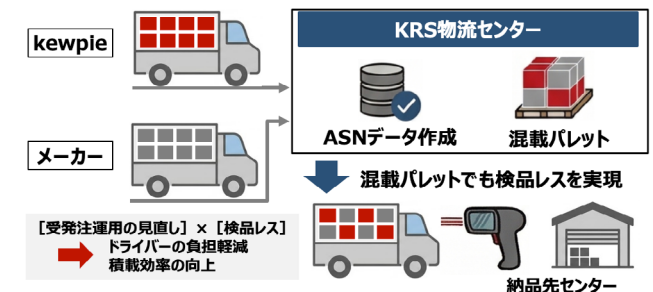 kewpie
KRS物流センター
ASNデータ作成
混載パレット
メーカー
混載パレットでも検品レスを実現
[受発注運用の見直し]×[検品レス]
ドライバーの負担軽減
積載効率の向上
納品先センター